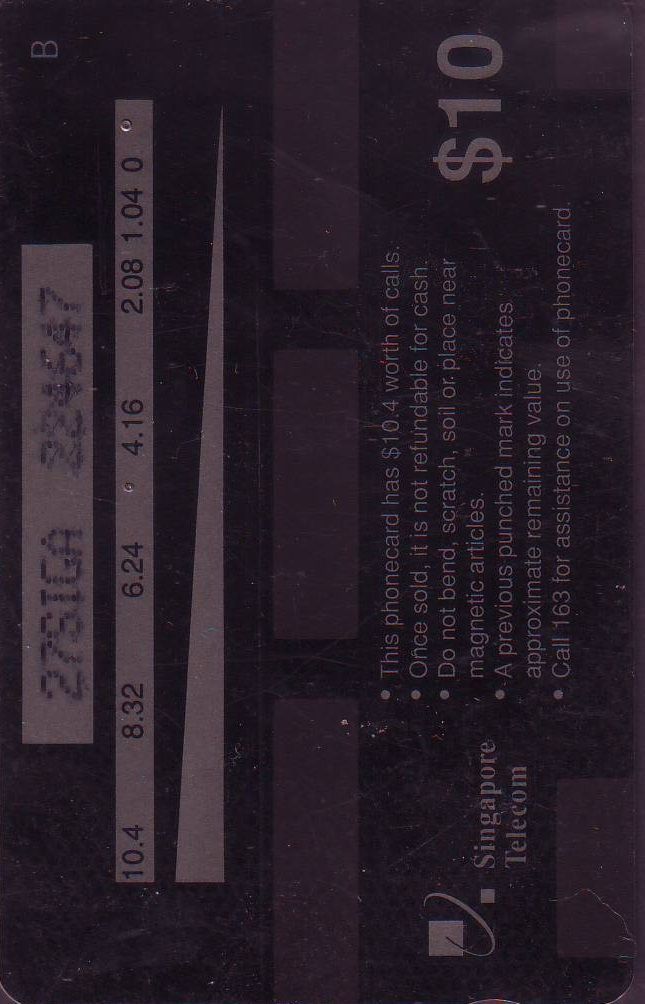 B
10.4 8.32 6.24 4.16 2.08 1.04 0
• This phonecard has $10.4 worth of calls.
• Once sold, it is not refundable for cash.
• Do not bend, scratch, soil or place near
magnetic articles.
• A previous punched mark indicates
approximate remaining value.
• Call 163 for assistance on use of phonecard.
$10
Singapore
Telecom